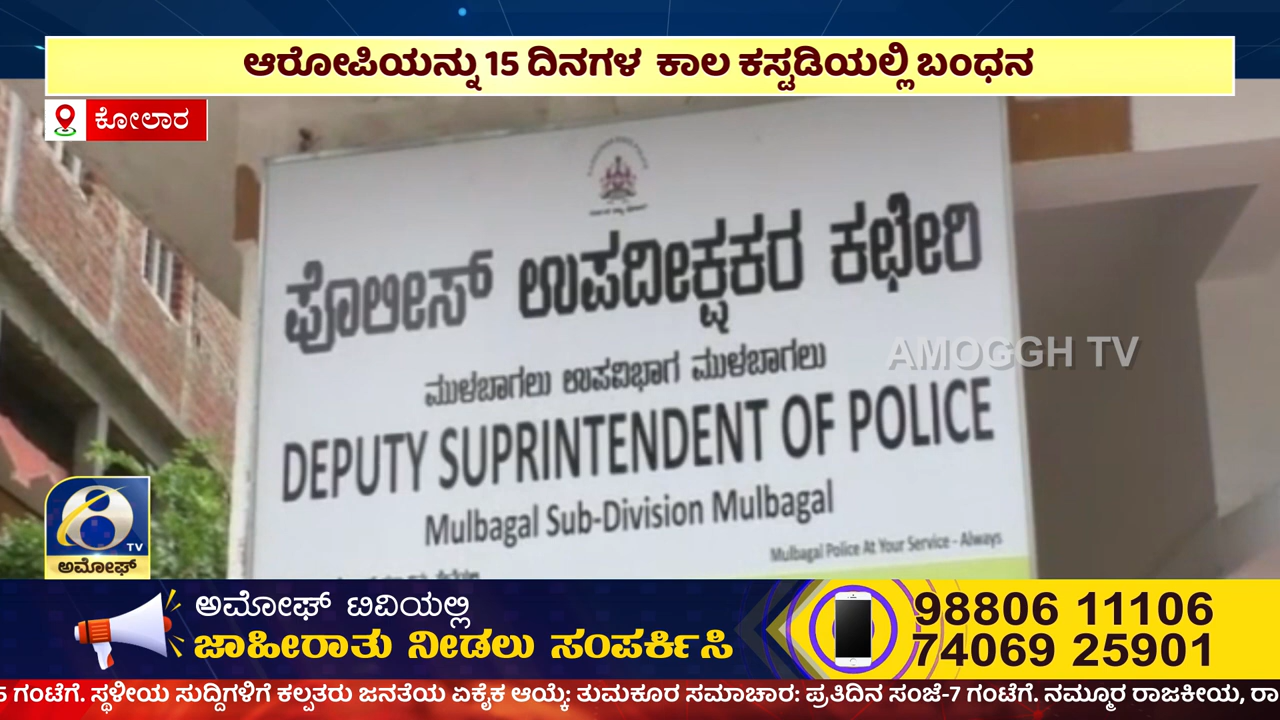 ಆರೋಪಿಯನ್ನು 15 ದಿನಗಳ ಕಾಲ ಕಸ್ಟಡಿಯಲ್ಲಿ ಬಂಧನ
ಕೋಲಾರ
ಪೊಲೀಸ್ ಉಪದೀಕ್ಷಕರ ಕಛೇರಿ
AMOGGH TV
ಮುಳಬಾಗಲು ಉಪವಿಭಾಗ ಮುಳಬಾಗಲು
DEPUTY SUPRINTENDENT OF POLICE
Mulbagal Sub-Division Mulbagal
Mulbagal Police At Your Service - Always
TV
ಅಮೋಘ್
ಅಮೋಘ್ ಟಿವಿಯಲ್ಲಿ
ಜಾಹೀರಾತು ನೀಡಲು ಸಂಪರ್ಕಿಸಿ
98806 11106
74069 25901
5 ಗಂಟೆಗೆ. ಸ್ಥಳೀಯ ಸುದ್ದಿಗಳಿಗೆ ಕಲ್ಪತರು ಜನತೆಯ ಏಕೈಕ ಆಯ್ಕೆ: ತುಮಕೂರ ಸಮಾಚಾರ: ಪ್ರತಿದಿನ ಸಂಜೆ-7 ಗಂಟೆಗೆ. ನಮ್ಮೂರ ರಾಜಕೀಯ, ರಾ